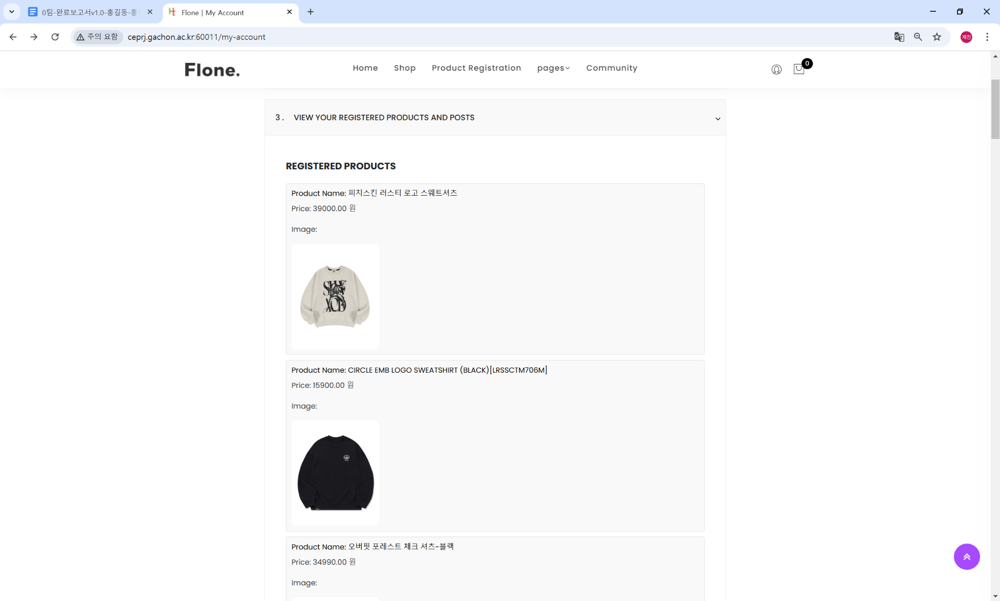 0팀-완료보고서v1.0-홍길동-홍
Flone | My Account
주의 요함
ceprj.gachon.ac.kr:60011/my-account
재진
Flone.
Home
Shop
Product Registration
pages
Community
0
3. VIEW YOUR REGISTERED PRODUCTS AND POSTS
REGISTERED PRODUCTS
Product Name: 피치스킨 러스티 로고 스웨트셔츠
Price: 39000.00 원
Image:
Product Name: CIRCLE EMB LOGO SWEATSHIRT (BLACK)[LRSSCTM706M]
Price: 15900.00 원
Image:
Product Name: 오버핏 포레스트 체크 셔츠-블랙
Price: 34990.00 원
Image: